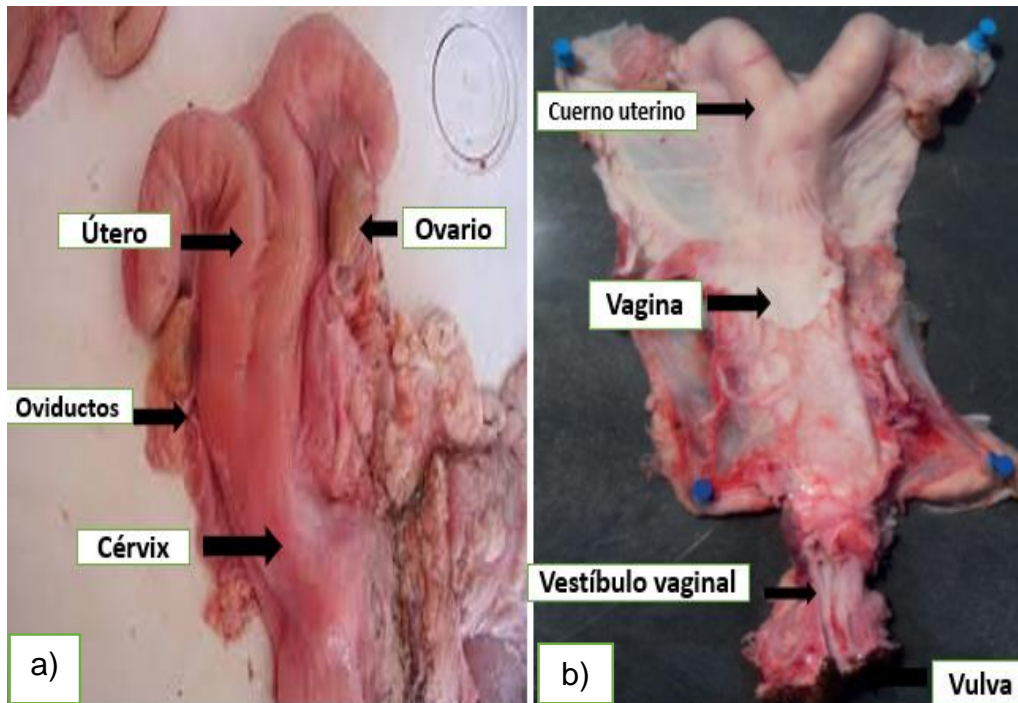 Útero
Ovario
Oviductos
Cérvix
a)
Cuerno uterino
Vagina
Vestíbulo vaginal
Vulva
b)